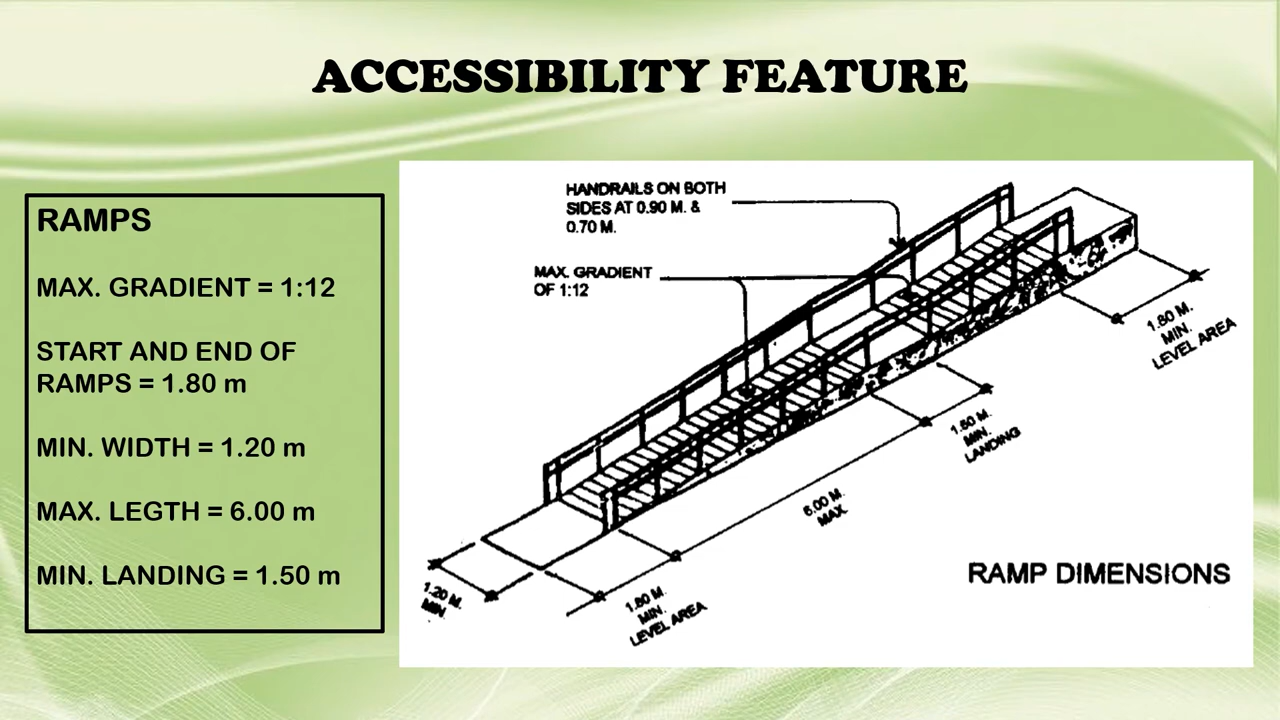 ACCESSIBILITY FEATURE
RAMPS
MAX. GRADIENT = 1:12
START AND END OF
RAMPS = 1.80 m
MIN. WIDTH = 1.20 m
MAX. LEGTH = 6.00 m
MIN. LANDING = 1.50 m
HANDRAILS ON BOTH
SIDES AT 0.90 M. &
0.70 M.
MAX. GRADIENT
OF 1:12
1.80 M.
MIN.
LEVEL AREA
1.50 M.
MIN.
LANDING
6.00 M.
MAX.
1.20 M.
MIN.
1.80 M.
MIN.
LEVEL AREA
RAMP DIMENSIONS